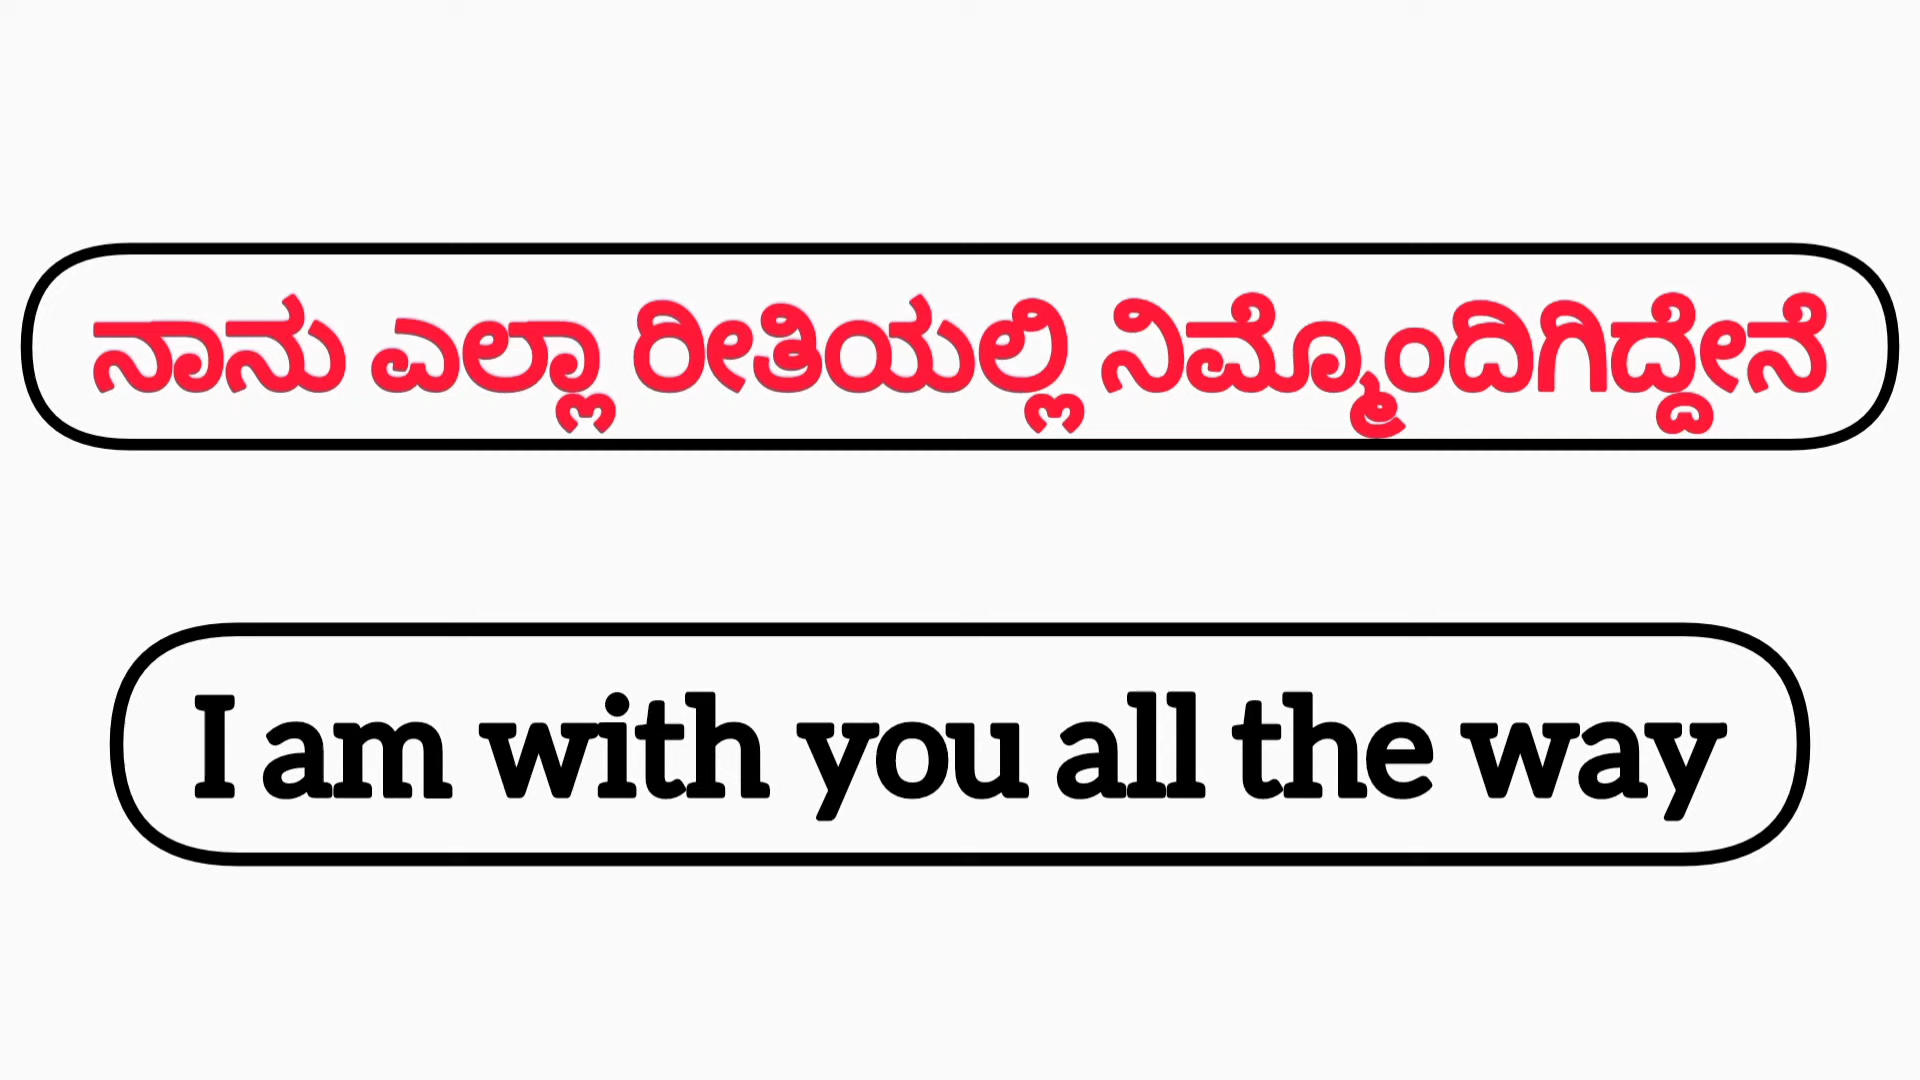 ನಾನು ಎಲ್ಲಾ ರೀತಿಯಲ್ಲಿ ನಿಮ್ಮೊಂದಿಗಿದ್ದೇನೆ
I am with you all the way